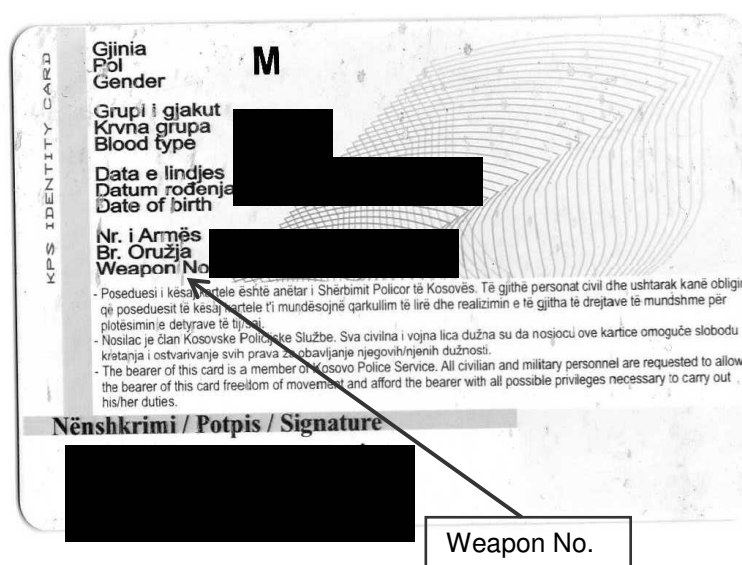 KPS IDENTITY CARD
Gjinia
Pol
Gender
M
Grupi i gjakut
Krvna grupa
Blood type
Data e lindjes
Datum rođenja
Date of birth
Nr. i Armës
Br. Oružja
Weapon No
- Poseduesi i kësaj kartele është anëtar i Shërbimit Policor të Kosovës. Të gjithë personat civil dhe ushtarak kanë obligim
që poseduesit të kësaj kartele t'i mundësojnë qarkullim të lirë dhe realizimin e të gjitha të drejtave të mundshme për
plotësimin e detyrave të tij/saj.
- Nosilac je član Kosovske Policijske Službe. Sva civilna i vojna lica dužna su da nosiocu ove kartice omoguće slobodu
kretanja i ostvarivanje svih prava za obavljanje njegovih/njenih dužnosti.
- The bearer of this card is a member of Kosovo Police Service. All civilian and military personnel are requested to allow
the bearer of this card freedom of movement and afford the bearer with all possible privileges necessary to carry out
his/her duties.
Nënshkrimi / Potpis / Signature
Weapon No.